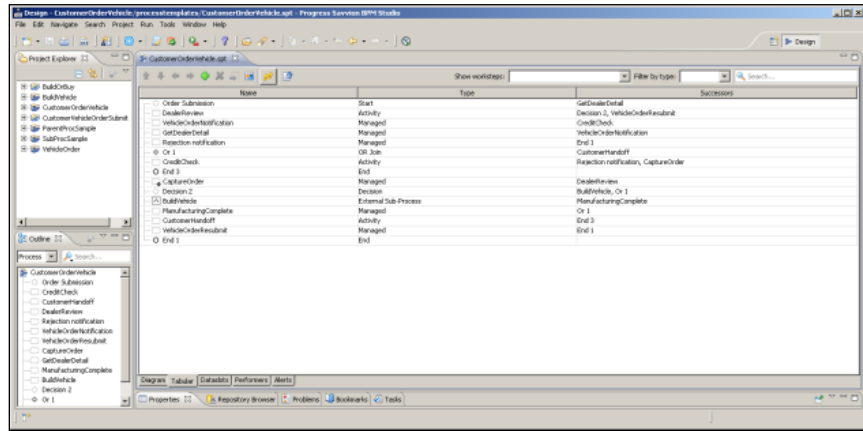 Design - CustomerOrderVehicle/processtemplates/CustomerOrderVehicle.spt - Progress Savvion BPM Studio
File Edit Navigate Search Project Run Tools Window Help
Design
Project Explorer
CustomerOrderVehicle.spt
Show worksteps:
Filter by type:
Search...
BuildOrBuy
BuildVehicle
CustomerOrderVehicle
CustomerVehicleOrderSubmit
ParentProcSample
SubProcSample
VehicleOrder
Name Type Successors
Order Submission Start GetDealerDetail
DealerReview Activity Decision 2, VehicleOrderResubmit
VehicleOrderNotification Managed CreditCheck
GetDealerDetail Managed VehicleOrderNotification
Rejection notification Managed End 1
Or 1 OR Join CustomerHandoff
CreditCheck Activity Rejection notification, CaptureOrder
End 3 End
CaptureOrder Managed DealerReview
Decision 2 Decision BuildVehicle, Or 1
BuildVehicle External Sub-Process ManufacturingComplete
ManufacturingComplete Managed Or 1
CustomerHandoff Activity End 3
VehicleOrderResubmit Managed End 1
End 1 End
Outline
Process Search...
CustomerOrderVehicle
Order Submission
CreditCheck
CustomerHandoff
DealerReview
Rejection notification
VehicleOrderNotification
VehicleOrderResubmit
CaptureOrder
GetDealerDetail
ManufacturingComplete
BuildVehicle
Decision 2
Or 1
Diagram Tabular Dataslots Performers Alerts
Properties Repository Browser Problems Bookmarks Tasks